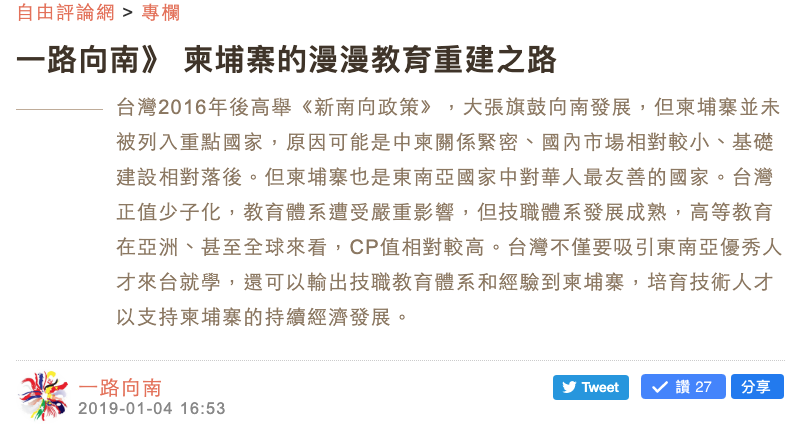 自由評論網 > 專欄
一路向南》 柬埔寨的漫漫教育重建之路
台灣2016年後高舉《新南向政策》，大張旗鼓向南發展，但柬埔寨並未
被列入重點國家，原因可能是中柬關係緊密、國內市場相對較小、基礎
建設相對落後。但柬埔寨也是東南亞國家中對華人最友善的國家。台灣
正值少子化，教育體系遭受嚴重影響，但技職體系發展成熟，高等教育
在亞洲、甚至全球來看，CP值相對較高。台灣不僅要吸引東南亞優秀人
才來台就學，還可以輸出技職教育體系和經驗到柬埔寨，培育技術人才
以支持柬埔寨的持續經濟發展。
一路向南
2019-01-04 16:53
Tweet
讚 27
分享